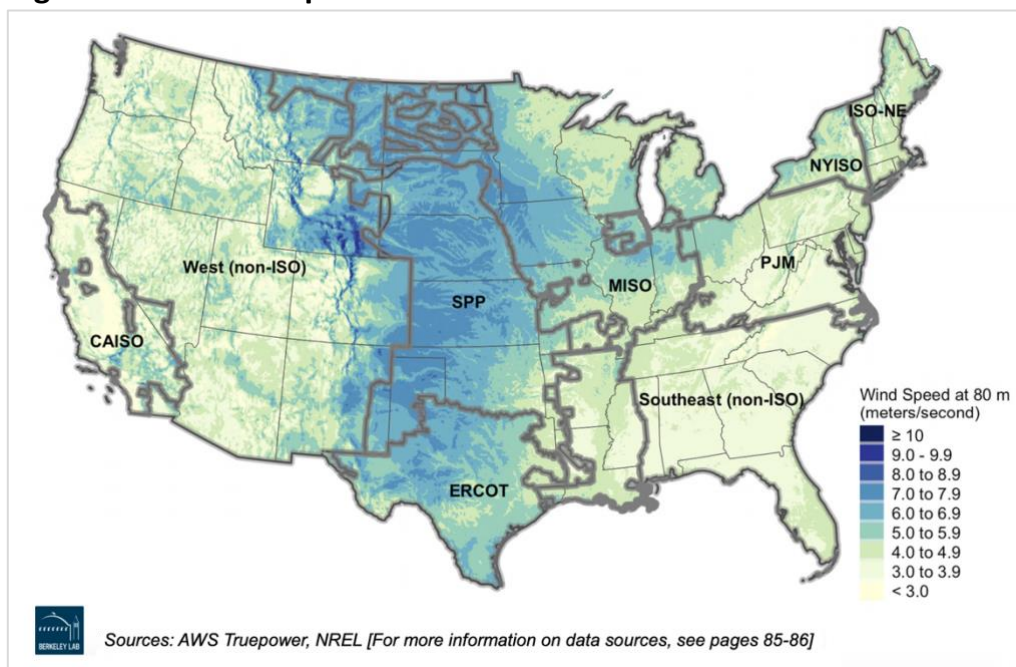 ISO-NE
NYISO
West (non-ISO)
PJM
MISO
SPP
CAISO
Southeast (non-ISO)
ERCOT
Wind Speed at 80 m
(meters/second)
≥ 10
9.0 - 9.9
8.0 to 8.9
7.0 to 7.9
6.0 to 6.9
5.0 to 5.9
4.0 to 4.9
3.0 to 3.9
< 3.0
BERKELEY LAB
Sources: AWS Truepower, NREL [For more information on data sources, see pages 85-86]